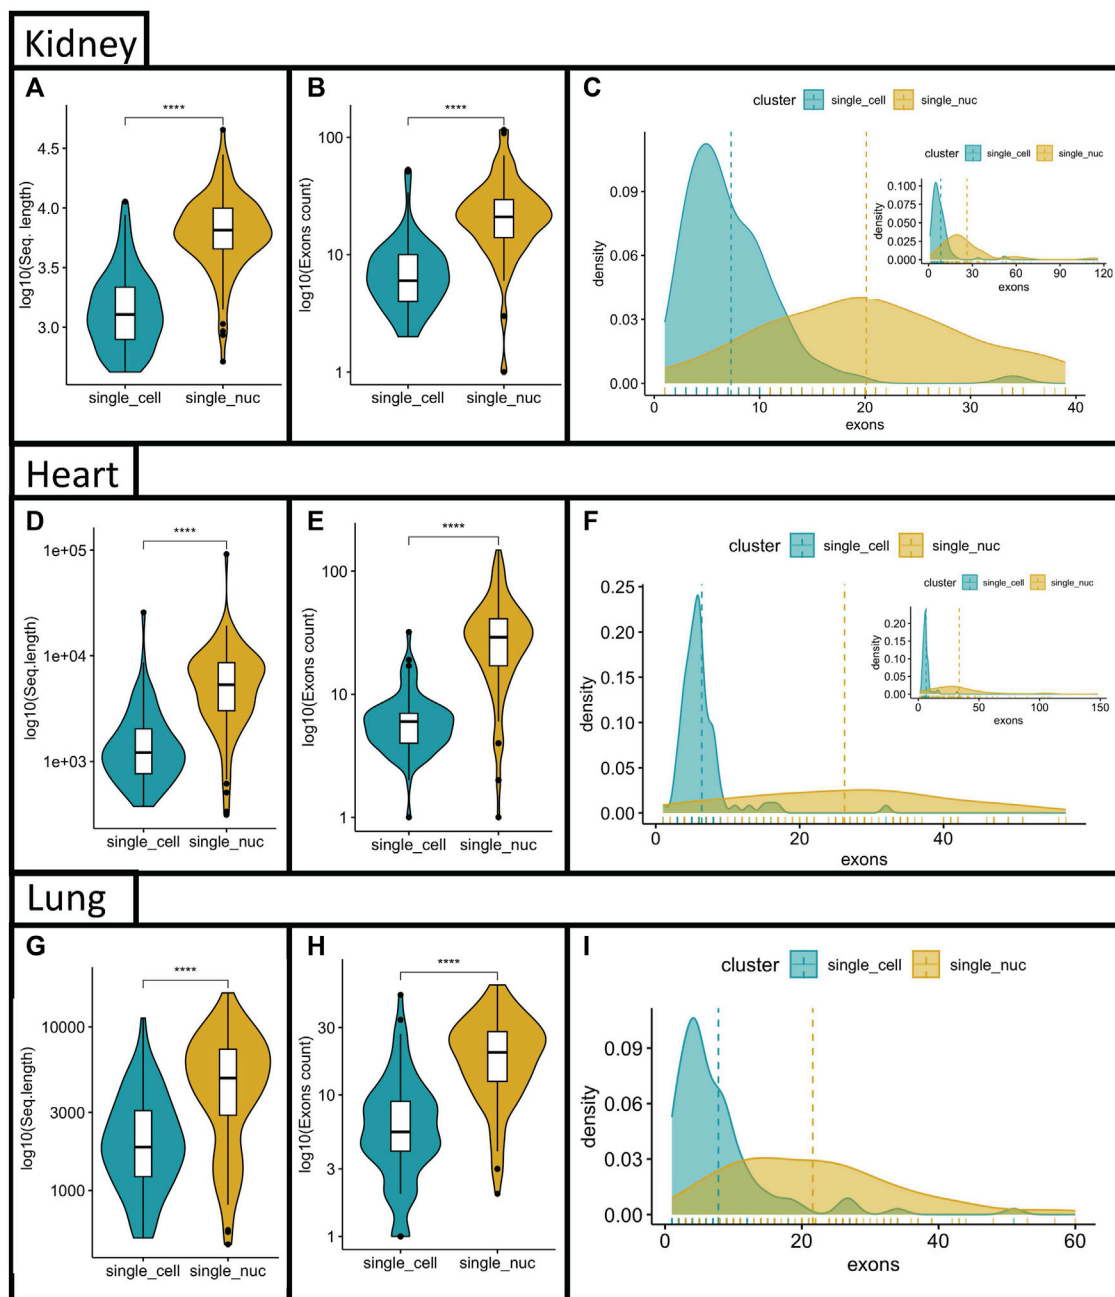 Kidney
A
****
log10(Seq. length)
4.5
4.0
3.5
3.0
single_cell single_nuc
B
****
log10(Exons count)
100
10
1
single_cell single_nuc
C
cluster single_cell single_nuc
density
0.09
0.06
0.03
0.00
0 10 20 30 40
exons
cluster single_cell single_nuc
density
0.100
0.075
0.050
0.025
0.000
0 30 60 90 120
exons
Heart
D
****
log10(Seq.length)
1e+05
1e+04
1e+03
single_cell single_nuc
E
****
log10(Exons count)
100
10
1
single_cell single_nuc
F
cluster single_cell single_nuc
density
0.25
0.20
0.15
0.10
0.05
0.00
0 20 40
exons
cluster single_cell single_nuc
density
0.20
0.15
0.10
0.05
0.00
0 50 100 150
exons
Lung
G
****
log10(Seq.length)
10000
3000
1000
single_cell single_nuc
H
****
log10(Exons count)
30
10
3
1
single_cell single_nuc
I
cluster single_cell single_nuc
density
0.09
0.06
0.03
0.00
0 20 40 60
exons